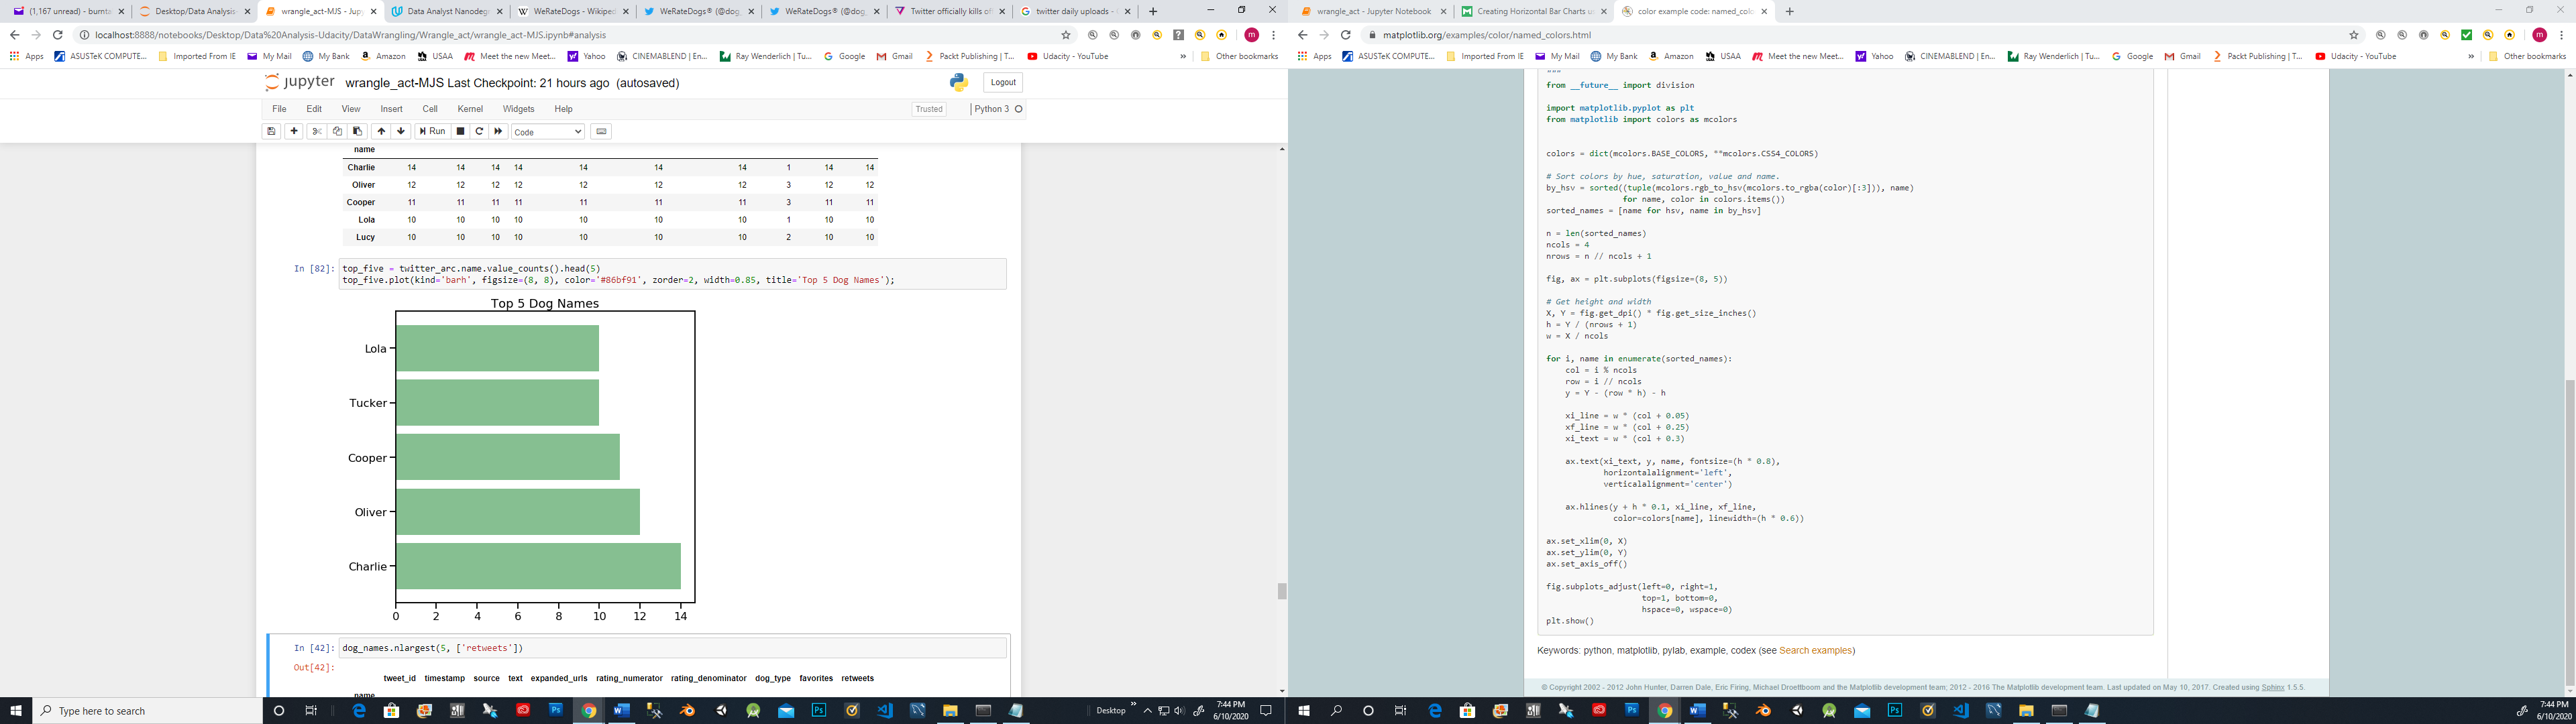 (1,167 unread) - bumta
Desktop/Data Analysis-
wrangle_act-MJS - Jup
Data Analyst Nanodeg
WeRateDogs - Wikiped
WeRateDogs® (@dog_
WeRateDogs® (@dog_
Twitter officially kills of
twitter daily uploads -
localhost:8888/notebooks/Desktop/Data%20Analysis-Udacity/DataWrangling/Wrangle_act/wrangle_act-MJS.ipynb#analysis
Apps ASUSTeK COMPUTE... Imported From IE My Mail My Bank Amazon USAA Meet the new Meet... Yahoo CINEMABLEND | En... Ray Wenderlich | Tu... Google Gmail Packt Publishing | T... Udacity - YouTube » Other bookmarks
jupyter wrangle_act-MJS Last Checkpoint: 21 hours ago (autosaved) Logout
File Edit View Insert Cell Kernel Widgets Help Trusted Python 3
Run Code
name
Charlie 14 14 14 14 14 14 14 1 14 14
Oliver 12 12 12 12 12 12 12 3 12 12
Cooper 11 11 11 11 11 11 11 3 11 11
Lola 10 10 10 10 10 10 10 1 10 10
Lucy 10 10 10 10 10 10 10 2 10 10
In [82]: top_five = twitter_arc.name.value_counts().head(5)
top_five.plot(kind='barh', figsize=(8, 8), color='#86bf91', zorder=2, width=0.85, title='Top 5 Dog Names');
Top 5 Dog Names
Lola
Tucker
Cooper
Oliver
Charlie
0 2 4 6 8 10 12 14
In [42]: dog_names.nlargest(5, ['retweets'])
Out[42]:
tweet_id timestamp source text expanded_urls rating_numerator rating_denominator dog_type favorites retweets
name
Type here to search
Desktop » 7:44 PM
6/10/2020
wrangle_act - Jupyter Notebook
Creating Horizontal Bar Charts u
color example code: named_colo
matplotlib.org/examples/color/named_colors.html
Apps ASUSTeK COMPUTE... Imported From IE My Mail My Bank Amazon USAA Meet the new Meet... Yahoo CINEMABLEND | En... Ray Wenderlich | Tu... Google Gmail Packt Publishing | T... Udacity - YouTube » Other bookmarks
"""
from __future__ import division
import matplotlib.pyplot as plt
from matplotlib import colors as mcolors
colors = dict(mcolors.BASE_COLORS, **mcolors.CSS4_COLORS)
# Sort colors by hue, saturation, value and name.
by_hsv = sorted((tuple(mcolors.rgb_to_hsv(mcolors.to_rgba(color)[:3])), name)
for name, color in colors.items())
sorted_names = [name for hsv, name in by_hsv]
n = len(sorted_names)
ncols = 4
nrows = n // ncols + 1
fig, ax = plt.subplots(figsize=(8, 5))
# Get height and width
X, Y = fig.get_dpi() * fig.get_size_inches()
h = Y / (nrows + 1)
w = X / ncols
for i, name in enumerate(sorted_names):
col = i % ncols
row = i // ncols
y = Y - (row * h) - h
xi_line = w * (col + 0.05)
xf_line = w * (col + 0.25)
xi_text = w * (col + 0.3)
ax.text(xi_text, y, name, fontsize=(h * 0.8),
horizontalalignment='left',
verticalalignment='center')
ax.hlines(y + h * 0.1, xi_line, xf_line,
color=colors[name], linewidth=(h * 0.6))
ax.set_xlim(0, X)
ax.set_ylim(0, Y)
ax.set_axis_off()
fig.subplots_adjust(left=0, right=1,
top=1, bottom=0,
hspace=0, wspace=0)
plt.show()
Keywords: python, matplotlib, pylab, example, codex (see Search examples)
© Copyright 2002 - 2012 John Hunter, Darren Dale, Eric Firing, Michael Droettboom and the Matplotlib development team; 2012 - 2016 The Matplotlib development team. Last updated on May 10, 2017. Created using Sphinx 1.5.5.
7:44 PM
6/10/2020